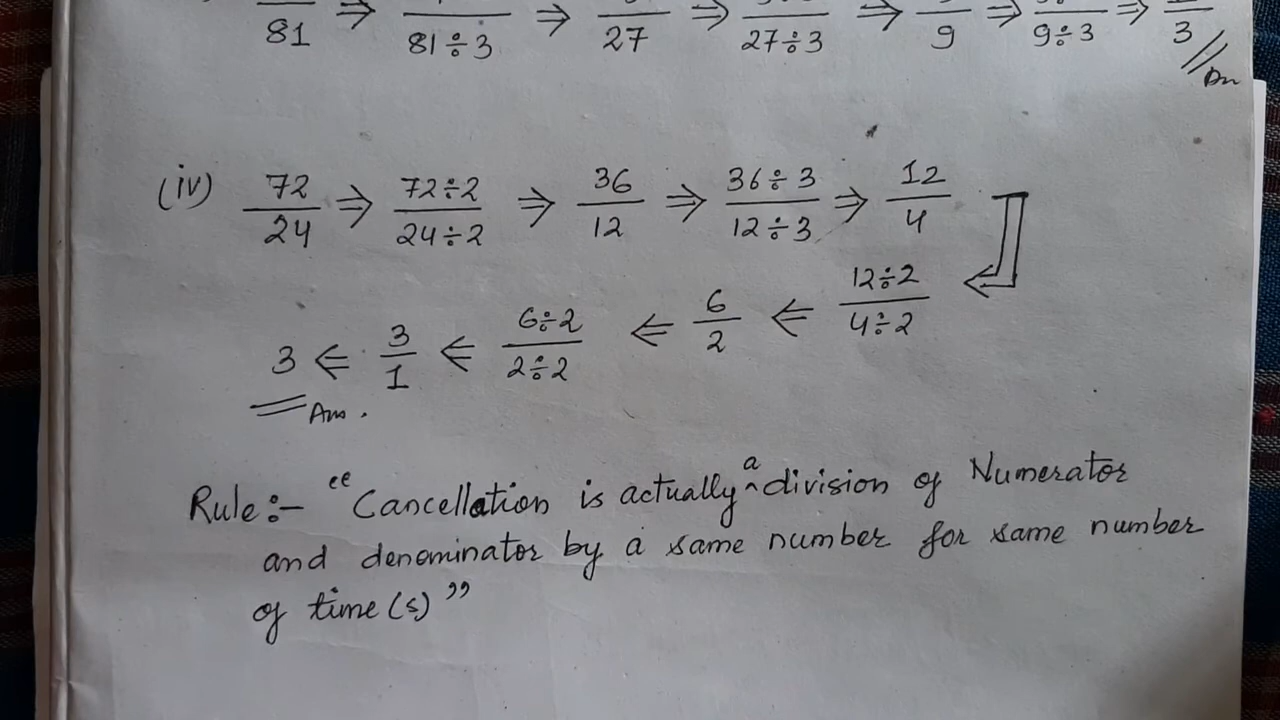 81 ⇒ 81÷3 ⇒ 27 ⇒ 27÷3 ⇒ 9 ⇒ 9÷3 ⇒ 3
(iv) 72/24 ⇒ 72÷2/24÷2 ⇒ 36/12 ⇒ 36÷3/12÷3 ⇒ 12/4
3 ⇐ 3/1 ⇐ 6÷2/2÷2 ⇐ 6/2 ⇐ 12÷2/4÷2
Ans.
Rule:- "Cancellation is actually a division of Numerator
and denominator by a same number for same number
of time(s)"